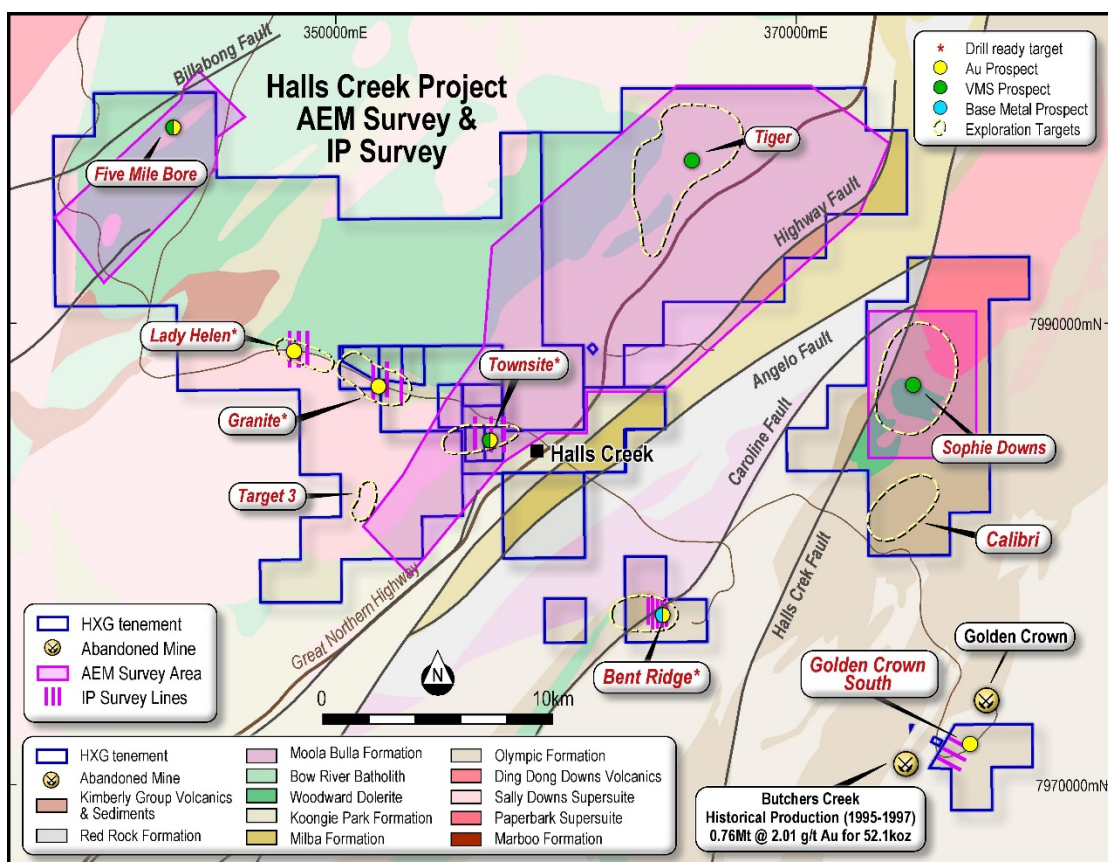 350000mE
370000mE
Billabong Fault
Halls Creek Project
AEM Survey &
IP Survey
* Drill ready target
Au Prospect
VMS Prospect
Base Metal Prospect
Exploration Targets
Five Mile Bore
Tiger
Highway Fault
7990000mN
Lady Helen*
Townsite*
Angelo Fault
Granite*
Halls Creek
Caroline Fault
Sophie Downs
Target 3
Calibri
Halls Crek Fault
Great Northern Highway
HXG tenement
Abandoned Mine
AEM Survey Area
IP Survey Lines
N
0
10km
Bent Ridge*
Golden Crown
Golden Crown
South
7970000mN
Butchers Creek
Historical Production (1995-1997)
0.76Mt @ 2.01 g/t Au for 52.1koz
HXG tenement
Abandoned Mine
Kimberly Group Volcanics
& Sediments
Red Rock Formation
Moola Bulla Formation
Bow River Batholith
Woodward Dolerite
Koongie Park Formation
Milba Formation
Olympic Formation
Ding Dong Downs Volcanics
Sally Downs Supersuite
Paperbark Supersuite
Marboo Formation